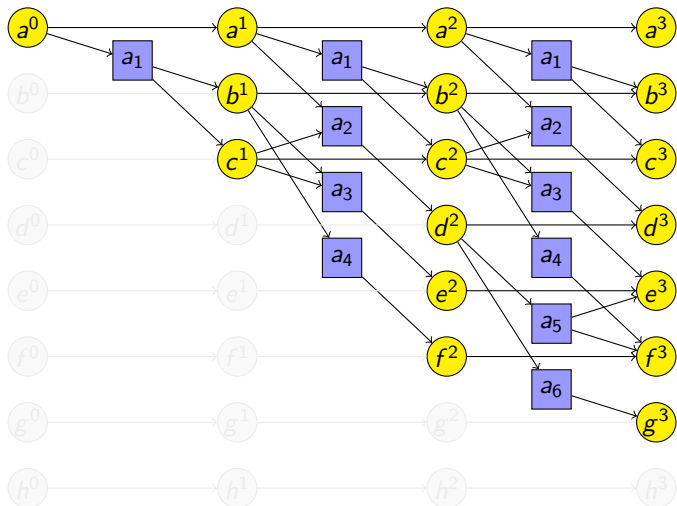 a⁰ a¹ a² a³
a₁ a₁ a₁
b⁰ b¹ b² b³
a₂ a₂
c⁰ c¹ c² c³
a₃ a₃
d⁰ d¹ d² d³
a₄ a₄
e⁰ e¹ e² e³
a₅
f⁰ f¹ f² f³
a₆
g⁰ g¹ g² g³
h⁰ h¹ h² h³